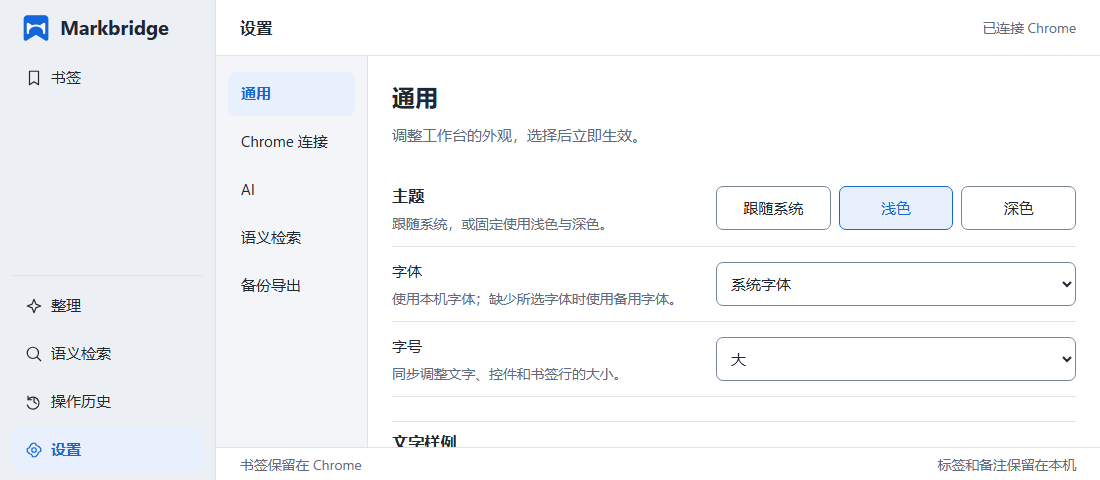 Markbridge
书签
整理
语义检索
操作历史
设置
设置
已连接 Chrome
通用
Chrome 连接
AI
语义检索
备份导出
通用
调整工作台的外观，选择后立即生效。
主题
跟随系统，或固定使用浅色与深色。
跟随系统
浅色
深色
字体
使用本机字体；缺少所选字体时使用备用字体。
系统字体
字号
同步调整文字、控件和书签行的大小。
大
文字样例
书签保留在 Chrome
标签和备注保留在本机